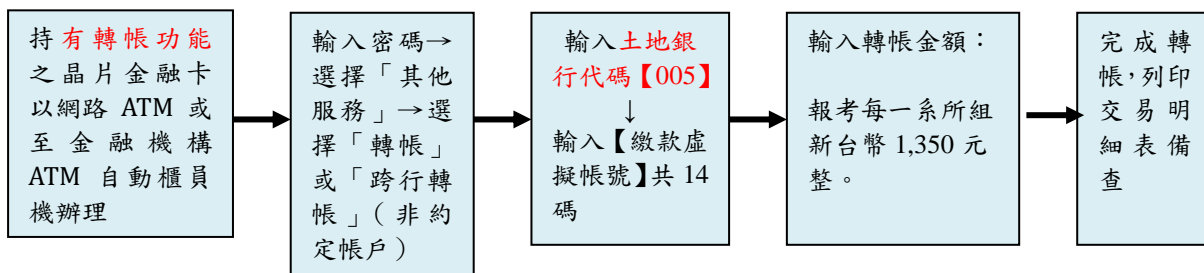 持有轉帳功能
之晶片金融卡
以網路 ATM 或
至金融機構
ATM 自動櫃員
機辦理
輸入密碼→
選擇「其他
服務」→選
擇「轉帳」
或「跨行轉
帳」(非約
定帳戶)
輸入土地銀
行代碼【005】
↓
輸入【繳款虛
擬帳號】共 14
碼
輸入轉帳金額：
報考每一系所組
新台幣 1,350 元
整。
完成轉
帳，列印
交易明
細表備
查